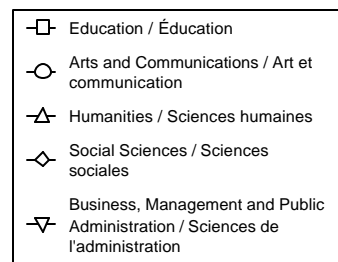 Education / Éducation
Arts and Communications / Art et
communication
Humanities / Sciences humaines
Social Sciences / Sciences
sociales
Business, Management and Public
Administration / Sciences de
l'administration